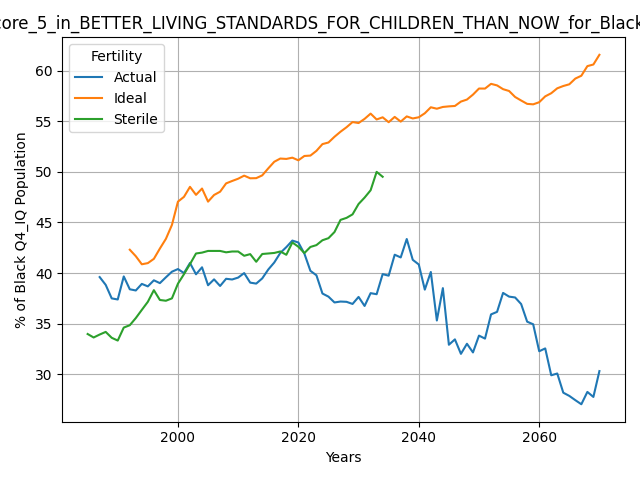 core_5_in_BETTER_LIVING_STANDARDS_FOR_CHILDREN_THAN_NOW_for_Black
Fertility
Actual
Ideal
Sterile
% of Black Q4_IQ Population
60
55
50
45
40
35
30
2000
2020
2040
2060
Years